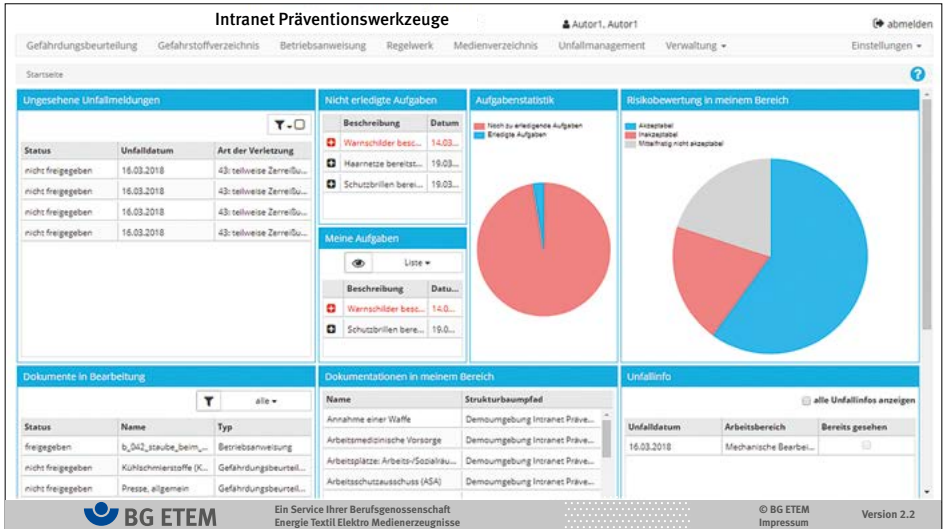 Intranet Präventionswerkzeuge
Autor1, Autor1
abmelden
Gefährdungsbeurteilung Gefahrstoffverzeichnis Betriebsanweisung Regelwerk Medienverzeichnis Unfallmanagement Verwaltung Einstellungen
Startseite
Ungesehene Unfallmeldungen
Status Unfalldatum Art der Verletzung
nicht freigegeben 16.03.2018 43: teilweise Zerreißu...
nicht freigegeben 16.03.2018 43: teilweise Zerreißu...
nicht freigegeben 16.03.2018 43: teilweise Zerreißu...
nicht freigegeben 16.03.2018 43: teilweise Zerreißu...
Nicht erledigte Aufgaben
Beschreibung Datum
Warnschilder besc... 14.03...
Haarnetze bereitst... 19.03...
Schutzbrillen berei... 19.03...
Meine Aufgaben
Liste
Beschreibung Datu...
Warnschilder besc... 14.0...
Schutzbrillen bere... 19.0...
Aufgabenstatistik
Noch zu erledigende Aufgaben
Erledigte Aufgaben
Risikobewertung in meinem Bereich
Akzeptabel
Inakzeptabel
Mittelfristig nicht akzeptabel
Dokumente in Bearbeitung
alle
Status Name Typ
freigegeben b_042_staube_beim_... Betriebsanweisung
nicht freigegeben Kühlschmierstoffe (K... Gefährdungsbeurteil...
nicht freigegeben Presse, allgemein Gefährdungsbeurteil...
Dokumentationen in meinem Bereich
Name Strukturbaumpfad
Annahme einer Waffe Demoumgebung Intranet Präve...
Arbeitsmedizinische Vorsorge Demoumgebung Intranet Präve...
Arbeitsplätze: Arbeits-/Sozialräu... Demoumgebung Intranet Präve...
Arbeitsschutzausschuss (ASA) Demoumgebung Intranet Präve...
Unfallinfo
alle Unfallinfos anzeigen
Unfalldatum Arbeitsbereich Bereits gesehen
16.03.2018 Mechanische Bearbei...
BG ETEM
Ein Service Ihrer Berufsgenossenschaft
Energie Textil Elektro Medienerzeugnisse
© BG ETEM
Impressum
Version 2.2